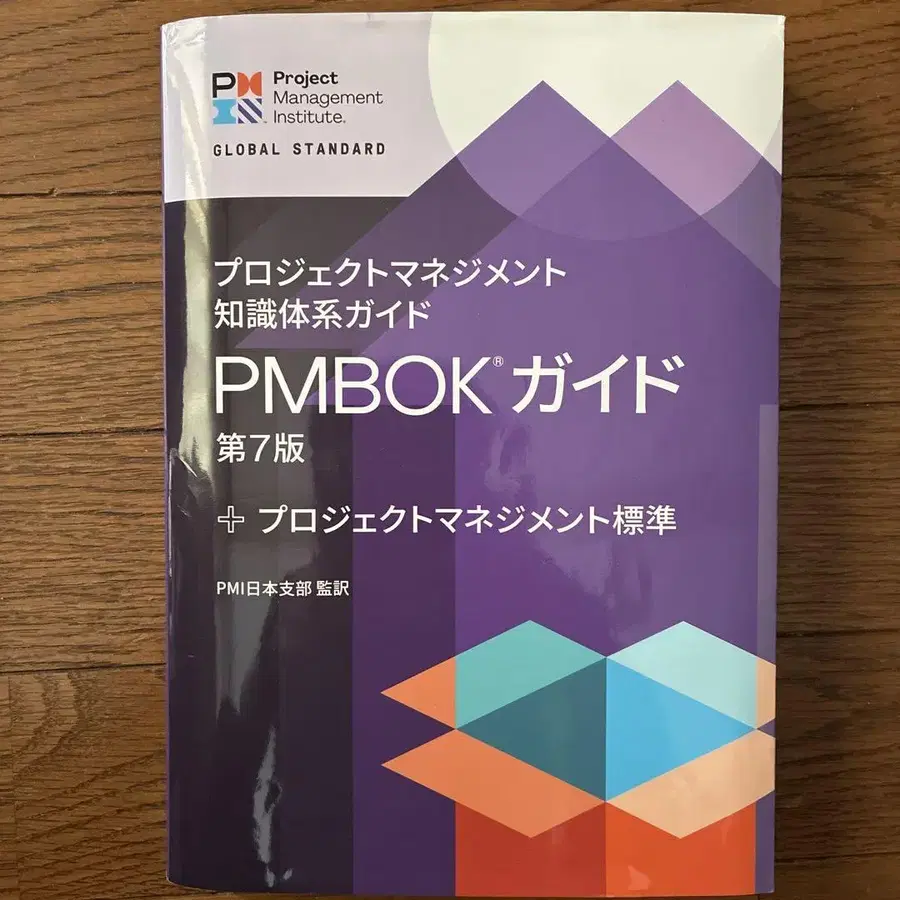 PM
Project
Management
Institute.
GLOBAL STANDARD
プロジェクトマネジメント
知識体系ガイド
PMBOK® ガイド
第7版
+ プロジェクトマネジメント標準
PMI日本支部 監訳